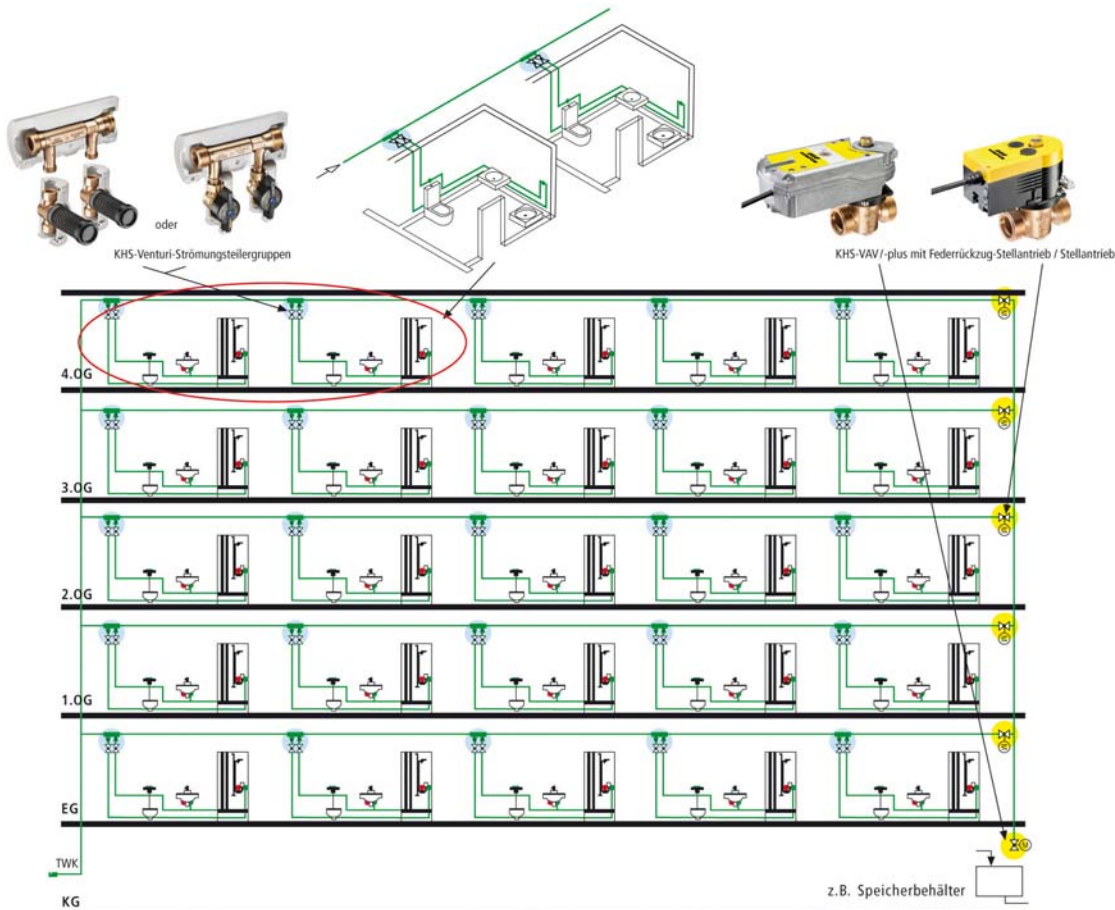 oder
KHS-Venturi-Strömungsteilergruppen
KHS-VAV/-plus mit Federrückzug-Stellantrieb / Stellantrieb
4.OG
3.OG
2.OG
1.OG
EG
TWK
KG
z.B. Speicherbehälter
M
M
M
M
M
M